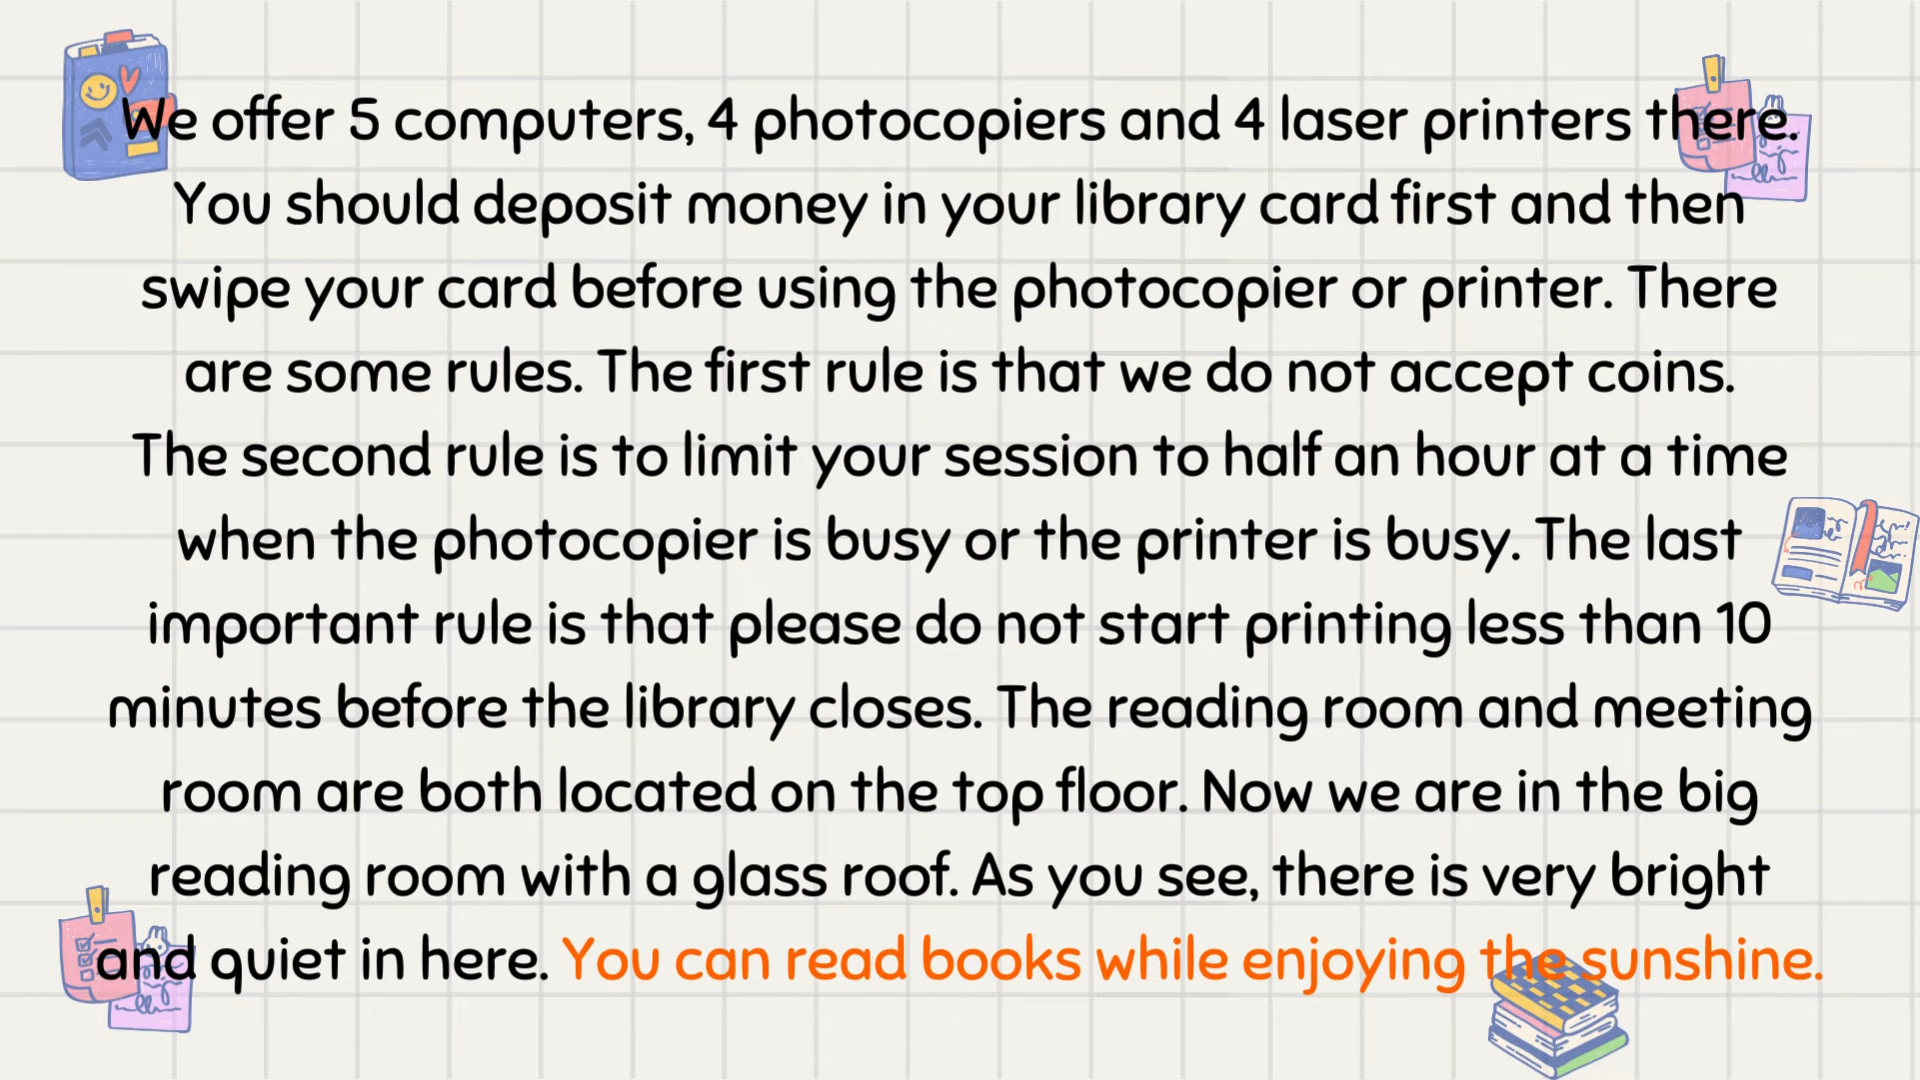 We offer 5 computers, 4 photocopiers and 4 laser printers there.
You should deposit money in your library card first and then
swipe your card before using the photocopier or printer. There
are some rules. The first rule is that we do not accept coins.
The second rule is to limit your session to half an hour at a time
when the photocopier is busy or the printer is busy. The last
important rule is that please do not start printing less than 10
minutes before the library closes. The reading room and meeting
room are both located on the top floor. Now we are in the big
reading room with a glass roof. As you see, there is very bright
and quiet in here. You can read books while enjoying the sunshine.